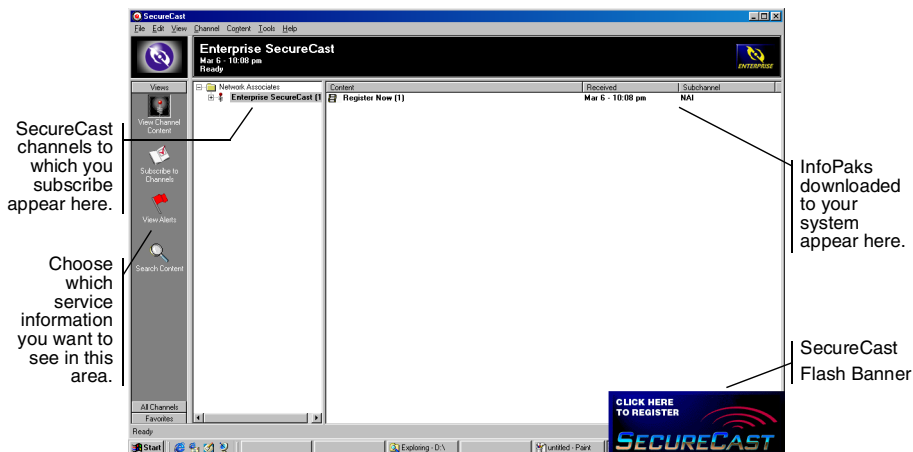 SecureCast
File Edit View Channel Content Tools Help
Enterprise SecureCast
Mar 6 - 10:08 pm
Ready
ENTERPRISE
Views
View Channel
Content
Subscribe to
Channels
View Alerts
Search Content
All Channels
Favorites
Network Associates
Enterprise SecureCast (1
Content Received Subchannel
Register Now (1) Mar 6 - 10:08 pm NAI
Ready
CLICK HERE
TO REGISTER
SECURECAST
Start Exploring - D:\ untitled - Paint
SecureCast
channels to
which you
subscribe
appear here.
Choose
which
service
information
you want to
see in this
area.
InfoPaks
downloaded
to your
system
appear here.
SecureCast
Flash Banner